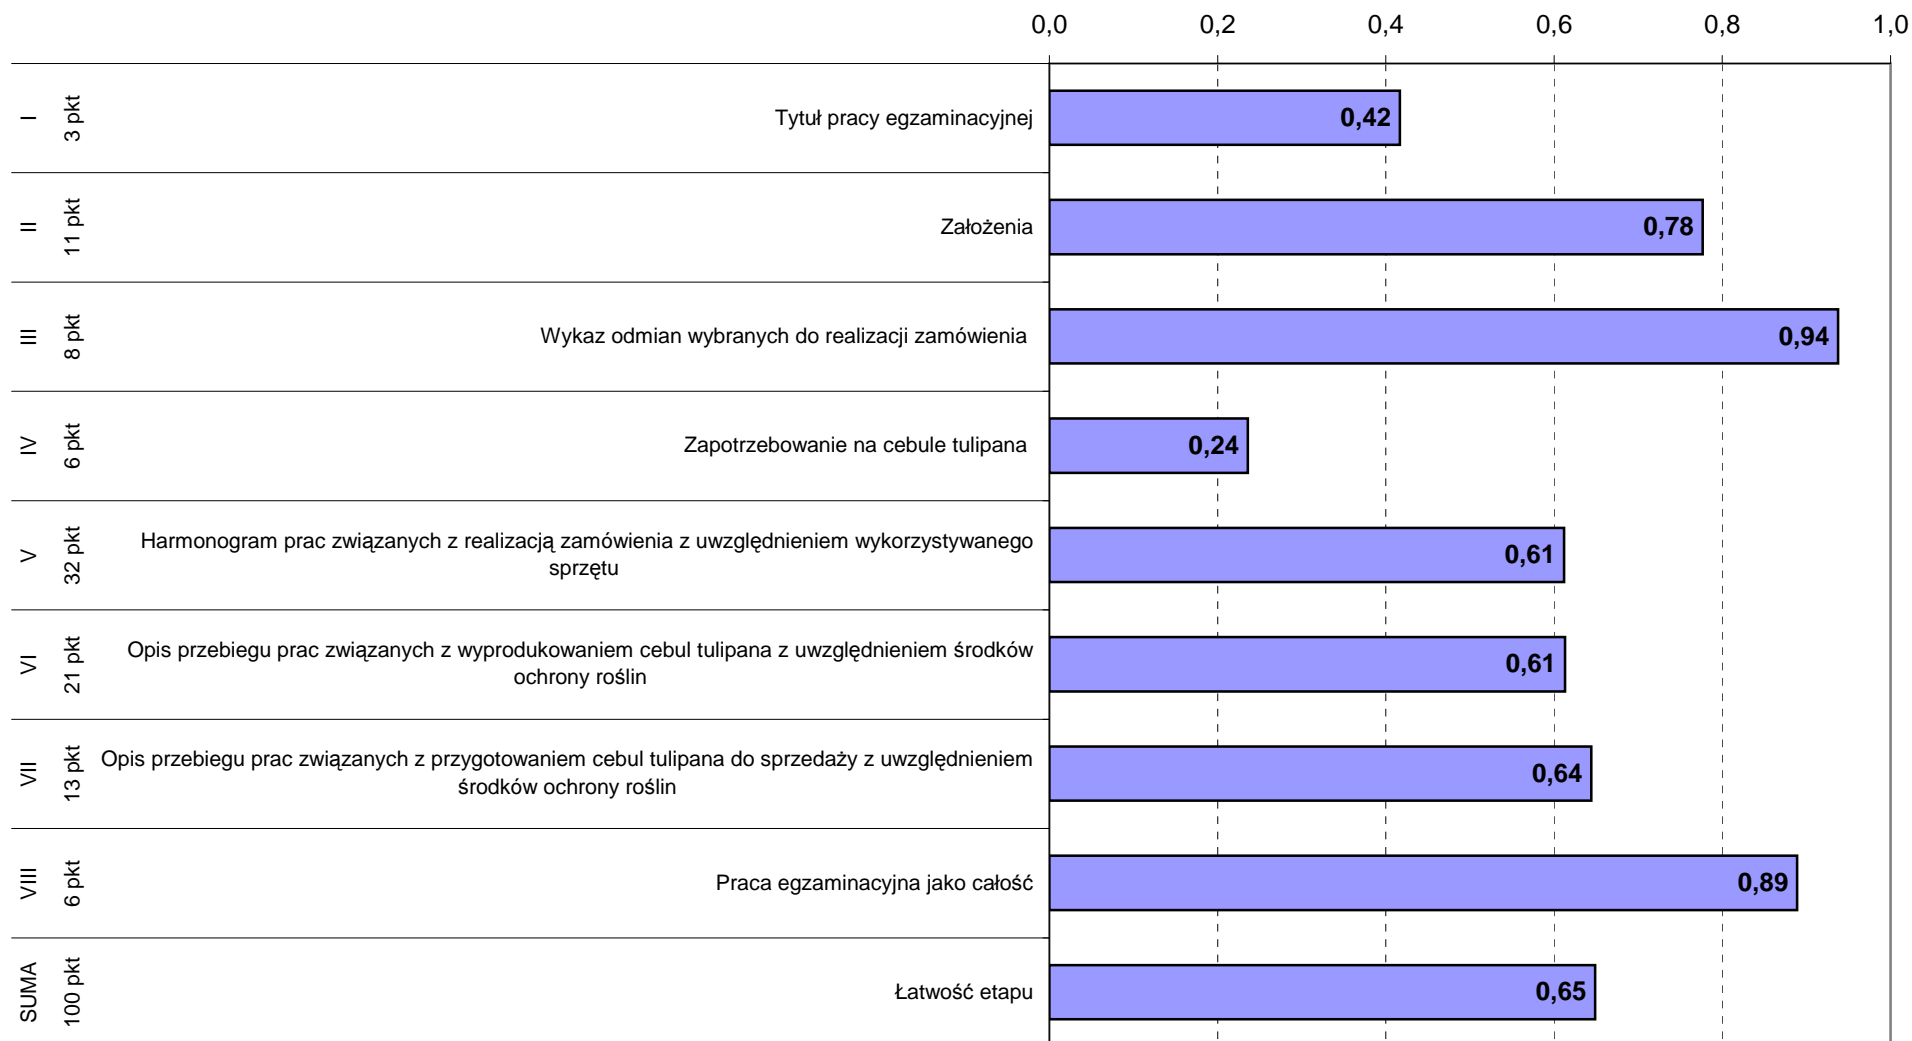 0,0 0,2 0,4 0,6 0,8 1,0
I 3 pkt Tytuł pracy egzaminacyjnej 0,42
II 11 pkt Założenia 0,78
III 8 pkt Wykaz odmian wybranych do realizacji zamówienia 0,94
IV 6 pkt Zapotrzebowanie na cebule tulipana 0,24
V 32 pkt Harmonogram prac związanych z realizacją zamówienia z uwzględnieniem wykorzystywanego
sprzętu 0,61
VI 21 pkt Opis przebiegu prac związanych z wyprodukowaniem cebul tulipana z uwzględnieniem środków
ochrony roślin 0,61
VII 13 pkt Opis przebiegu prac związanych z przygotowaniem cebul tulipana do sprzedaży z uwzględnieniem
środków ochrony roślin 0,64
VIII 6 pkt Praca egzaminacyjna jako całość 0,89
SUMA 100 pkt Łatwość etapu 0,65